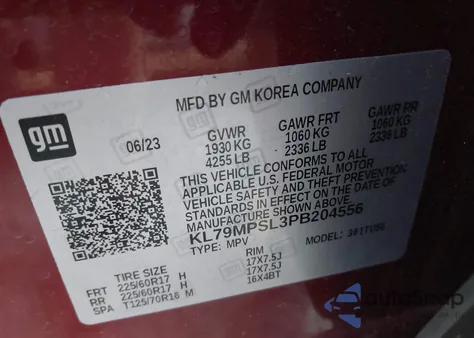 MFD BY GM KOREA COMPANY
gm
06/23
GVWR GAWR FRT GAWR RR
1930 KG 1060 KG 1060 KG
4255 LB 2336 LB 2336 LB
THIS VEHICLE CONFORMS TO ALL
APPLICABLE U.S. FEDERAL MOTOR
VEHICLE SAFETY AND THEFT PREVENTION
STANDARDS IN EFFECT ON THE DATE OF
MANUFACTURE SHOWN ABOVE.
KL79MPSL3PB204556
TYPE: MPV MODEL:
TIRE SIZE RIM
FRT 225/60R17 H 17X7.5J
RR 225/60R17 H 17X7.5J
SPA T125/70R16 M 16X4BT